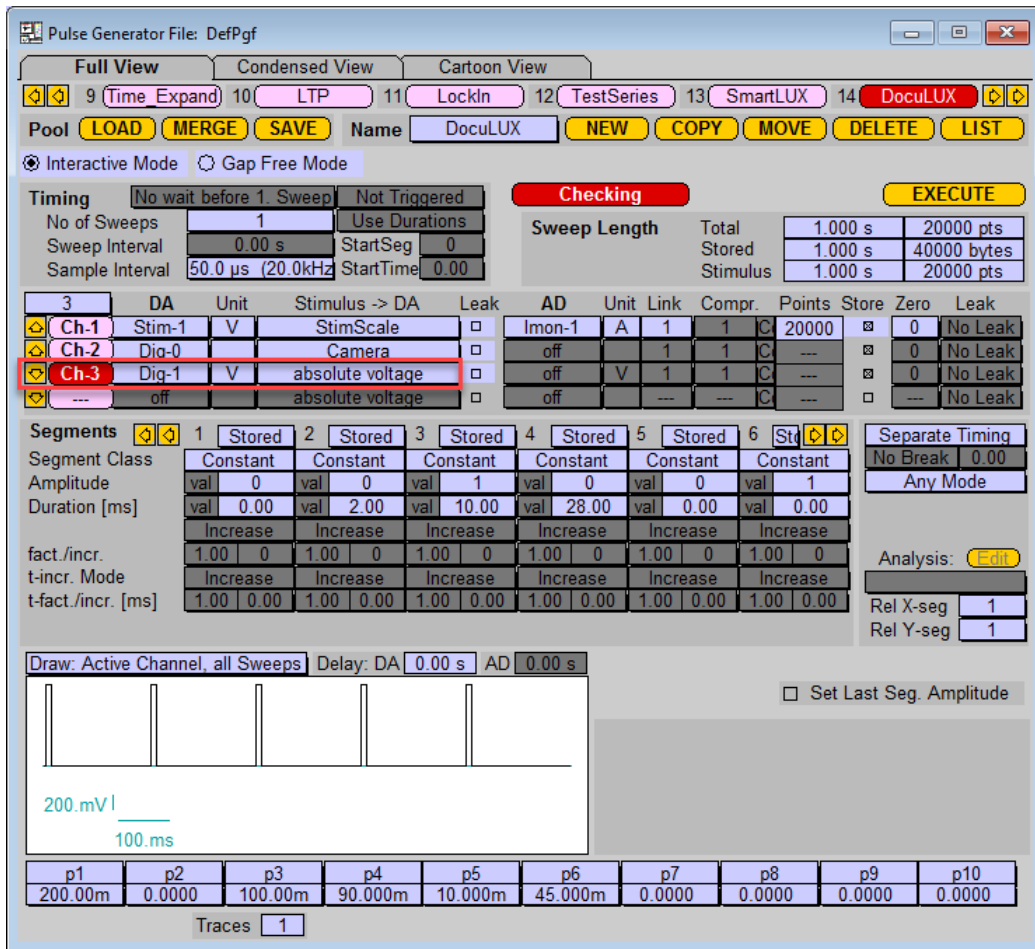 Pulse Generator File: DefPgf
Full View Condensed View Cartoon View
9 Time_Expand 10 LTP 11 LockIn 12 TestSeries 13 SmartLUX 14 DocuLUX
Pool LOAD MERGE SAVE Name DocuLUX NEW COPY MOVE DELETE LIST
Interactive Mode Gap Free Mode
Timing No wait before 1. Sweep Not Triggered Checking EXECUTE
No of Sweeps 1 Use Durations Sweep Length Total 1.000 s 20000 pts
Sweep Interval 0.00 s StartSeg 0 Stored 1.000 s 40000 bytes
Sample Interval 50.0 µs (20.0kHz StartTime 0.00 Stimulus 1.000 s 20000 pts
3 DA Unit Stimulus -> DA Leak AD Unit Link Compr. Points Store Zero Leak
Ch-1 Stim-1 V StimScale Imon-1 A 1 1 C 20000 0 No Leak
Ch-2 Dig-0 Camera off 1 1 C --- 0 No Leak
Ch-3 Dig-1 V absolute voltage off V 1 1 C --- 0 No Leak
--- off absolute voltage off --- --- C --- --- No Leak
Segments 1 Stored 2 Stored 3 Stored 4 Stored 5 Stored 6 Sto Separate Timing
Segment Class Constant Constant Constant Constant Constant Constant No Break 0.00
Amplitude val 0 val 0 val 1 val 0 val 0 val 1 Any Mode
Duration [ms] val 0.00 val 2.00 val 10.00 val 28.00 val 0.00 val 0.00
Increase Increase Increase Increase Increase Increase
fact./incr. 1.00 0 1.00 0 1.00 0 1.00 0 1.00 0 1.00 0 Analysis: Edit
t-incr. Mode Increase Increase Increase Increase Increase Increase
t-fact./incr. [ms] 1.00 0.00 1.00 0.00 1.00 0.00 1.00 0.00 1.00 0.00 1.00 0.00 Rel X-seg 1
Rel Y-seg 1
Draw: Active Channel, all Sweeps Delay: DA 0.00 s AD 0.00 s
Set Last Seg. Amplitude
200.mV
100.ms
p1 p2 p3 p4 p5 p6 p7 p8 p9 p10
200.00m 0.0000 100.00m 90.000m 10.000m 45.000m 0.0000 0.0000 0.0000 0.0000
Traces 1